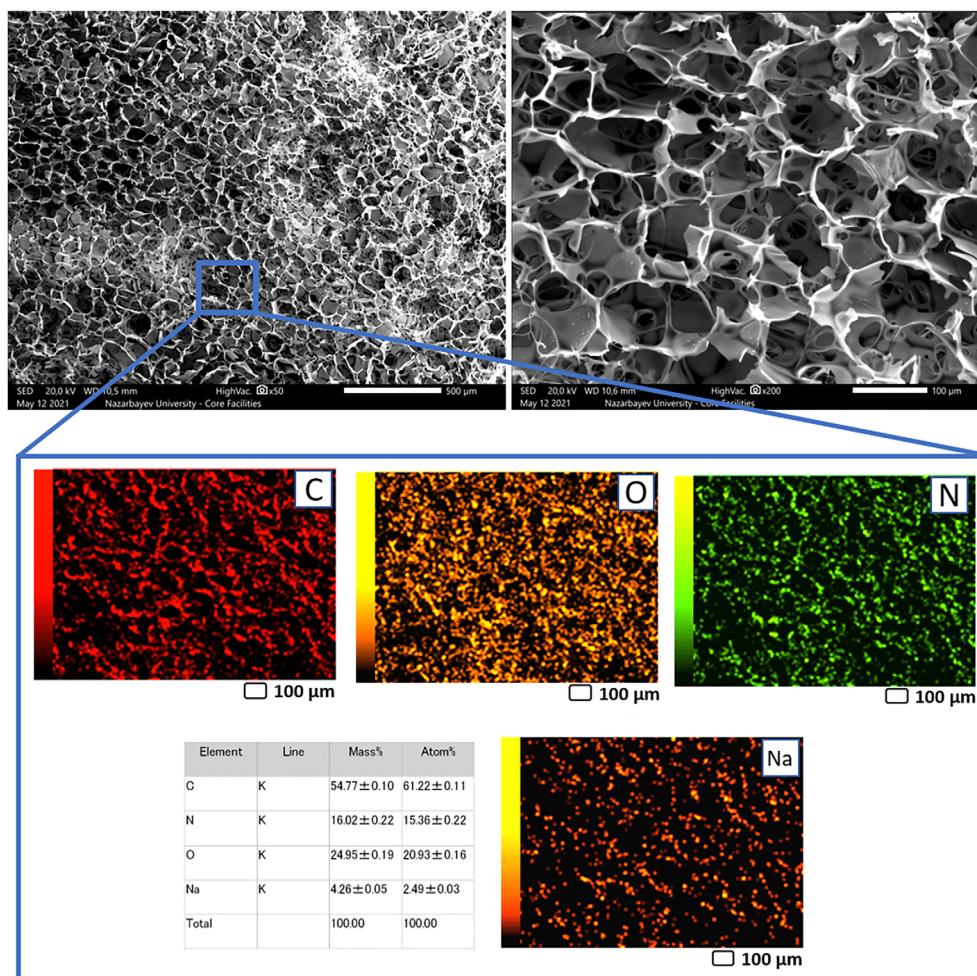 SED 20,0 kV WD 10,5 mm HighVac. x50 500 µm
May 12 2021 Nazarbayev University - Core Facilities
SED 20,0 kV WD 10,6 mm HighVac. x200 100 µm
May 12 2021 Nazarbayev University - Core Facilities
C
O
N
100 µm
100 µm
100 µm
Element Line Mass% Atom%
C K 54.77±0.10 61.22±0.11
N K 16.02±0.22 15.36±0.22
O K 24.95±0.19 20.93±0.16
Na K 4.26±0.05 2.49±0.03
Total 100.00 100.00
Na
100 µm